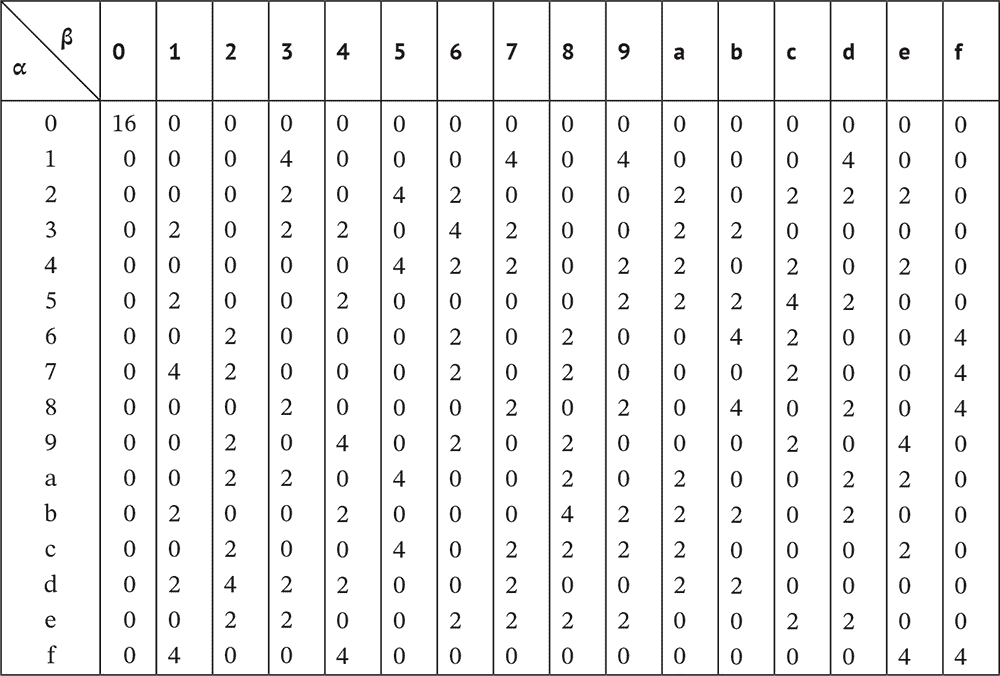 β
α 0 1 2 3 4 5 6 7 8 9 a b c d e f
0 16 0 0 0 0 0 0 0 0 0 0 0 0 0 0 0
1 0 0 0 4 0 0 0 4 0 4 0 0 0 4 0 0
2 0 0 0 2 0 4 2 0 0 0 2 0 2 2 2 0
3 0 2 0 2 2 0 4 2 0 0 2 2 0 0 0 0
4 0 0 0 0 0 4 2 2 0 2 2 0 2 0 2 0
5 0 2 0 0 2 0 0 0 0 2 2 2 4 2 0 0
6 0 0 2 0 0 0 2 0 2 0 0 4 2 0 0 4
7 0 4 2 0 0 0 2 0 2 0 0 0 2 0 0 4
8 0 0 0 2 0 0 0 2 0 2 0 4 0 2 0 4
9 0 0 2 0 4 0 2 0 2 0 0 0 2 0 4 0
a 0 0 2 2 0 4 0 0 2 0 2 0 0 2 2 0
b 0 2 0 0 2 0 0 0 4 2 2 2 0 2 0 0
c 0 0 2 0 0 4 0 2 2 2 2 0 0 0 2 0
d 0 2 4 2 2 0 0 2 0 0 2 2 0 0 0 0
e 0 0 2 2 0 0 2 2 2 2 0 0 2 2 0 0
f 0 4 0 0 4 0 0 0 0 0 0 0 0 0 4 4